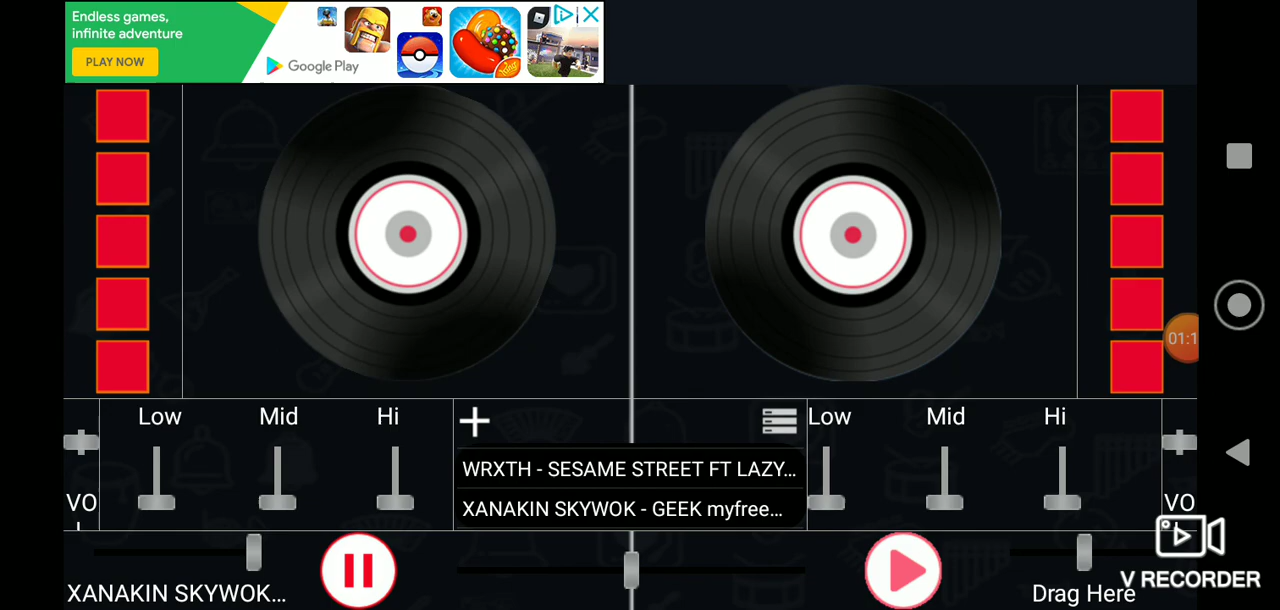 Endless games,
infinite adventure
PLAY NOW
Google Play
King
Low
Mid
Hi
Low
Mid
Hi
WRXTH - SESAME STREET FT LAZY...
XANAKIN SKYWOK - GEEK myfree...
VO
VO
01:1
XANAKIN SKYWOK...
Drag Here
V RECORDER